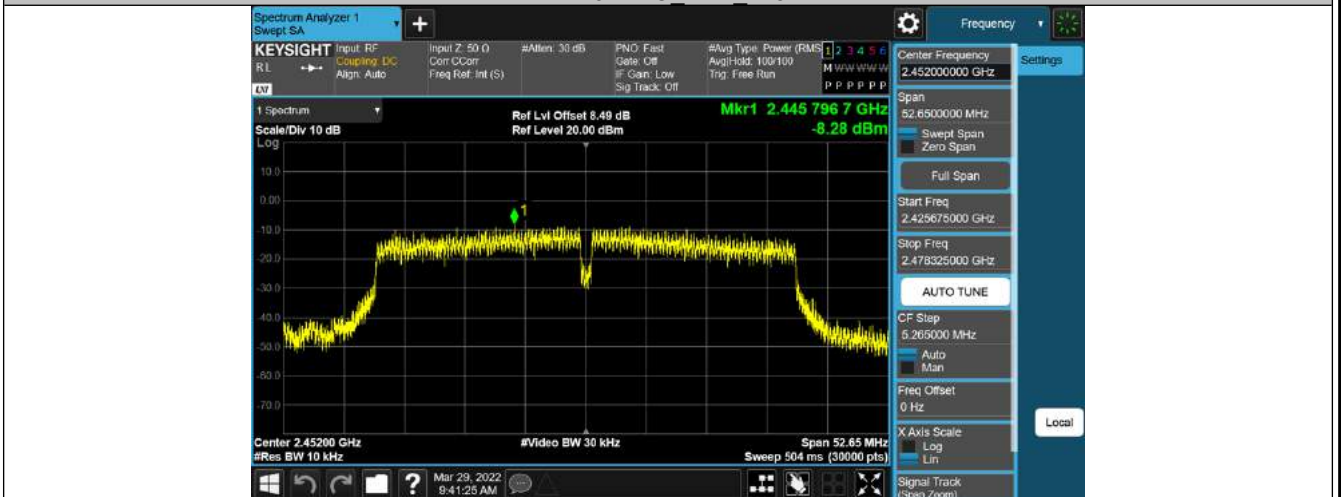 Spectrum Analyzer 1
Swept SA
+
Frequency
KEYSIGHT
RL
LXI
Input: RF
Coupling: DC
Align: Auto
Input Z: 50 Ω
Corr CCorr
Freq Ref: Int (S)
#Atten: 30 dB
PNO: Fast
Gate: Off
IF Gain: Low
Sig Track: Off
#Avg Type: Power (RMS
Avg|Hold: 100/100
Trig: Free Run
1 2 3 4 5 6
M W W W W W
P P P P P P
Center Frequency
2.452000000 GHz
Settings
Span
52.6500000 MHz
Swept Span
Zero Span
Full Span
Start Freq
2.425675000 GHz
Stop Freq
2.478325000 GHz
AUTO TUNE
CF Step
5.265000 MHz
Auto
Man
Freq Offset
0 Hz
X Axis Scale
Log
Lin
Signal Track
(Span Zoom)
Local
1 Spectrum
Scale/Div 10 dB
Log
Ref Lvl Offset 8.49 dB
Ref Level 20.00 dBm
Mkr1 2.445 796 7 GHz
-8.28 dBm
10.0
0.00
1
-10.0
-20.0
-30.0
-40.0
-50.0
-60.0
-70.0
Center 2.45200 GHz
#Video BW 30 kHz
Span 52.65 MHz
#Res BW 10 kHz
Sweep 504 ms (30000 pts)
?
Mar 29, 2022
9:41:25 AM